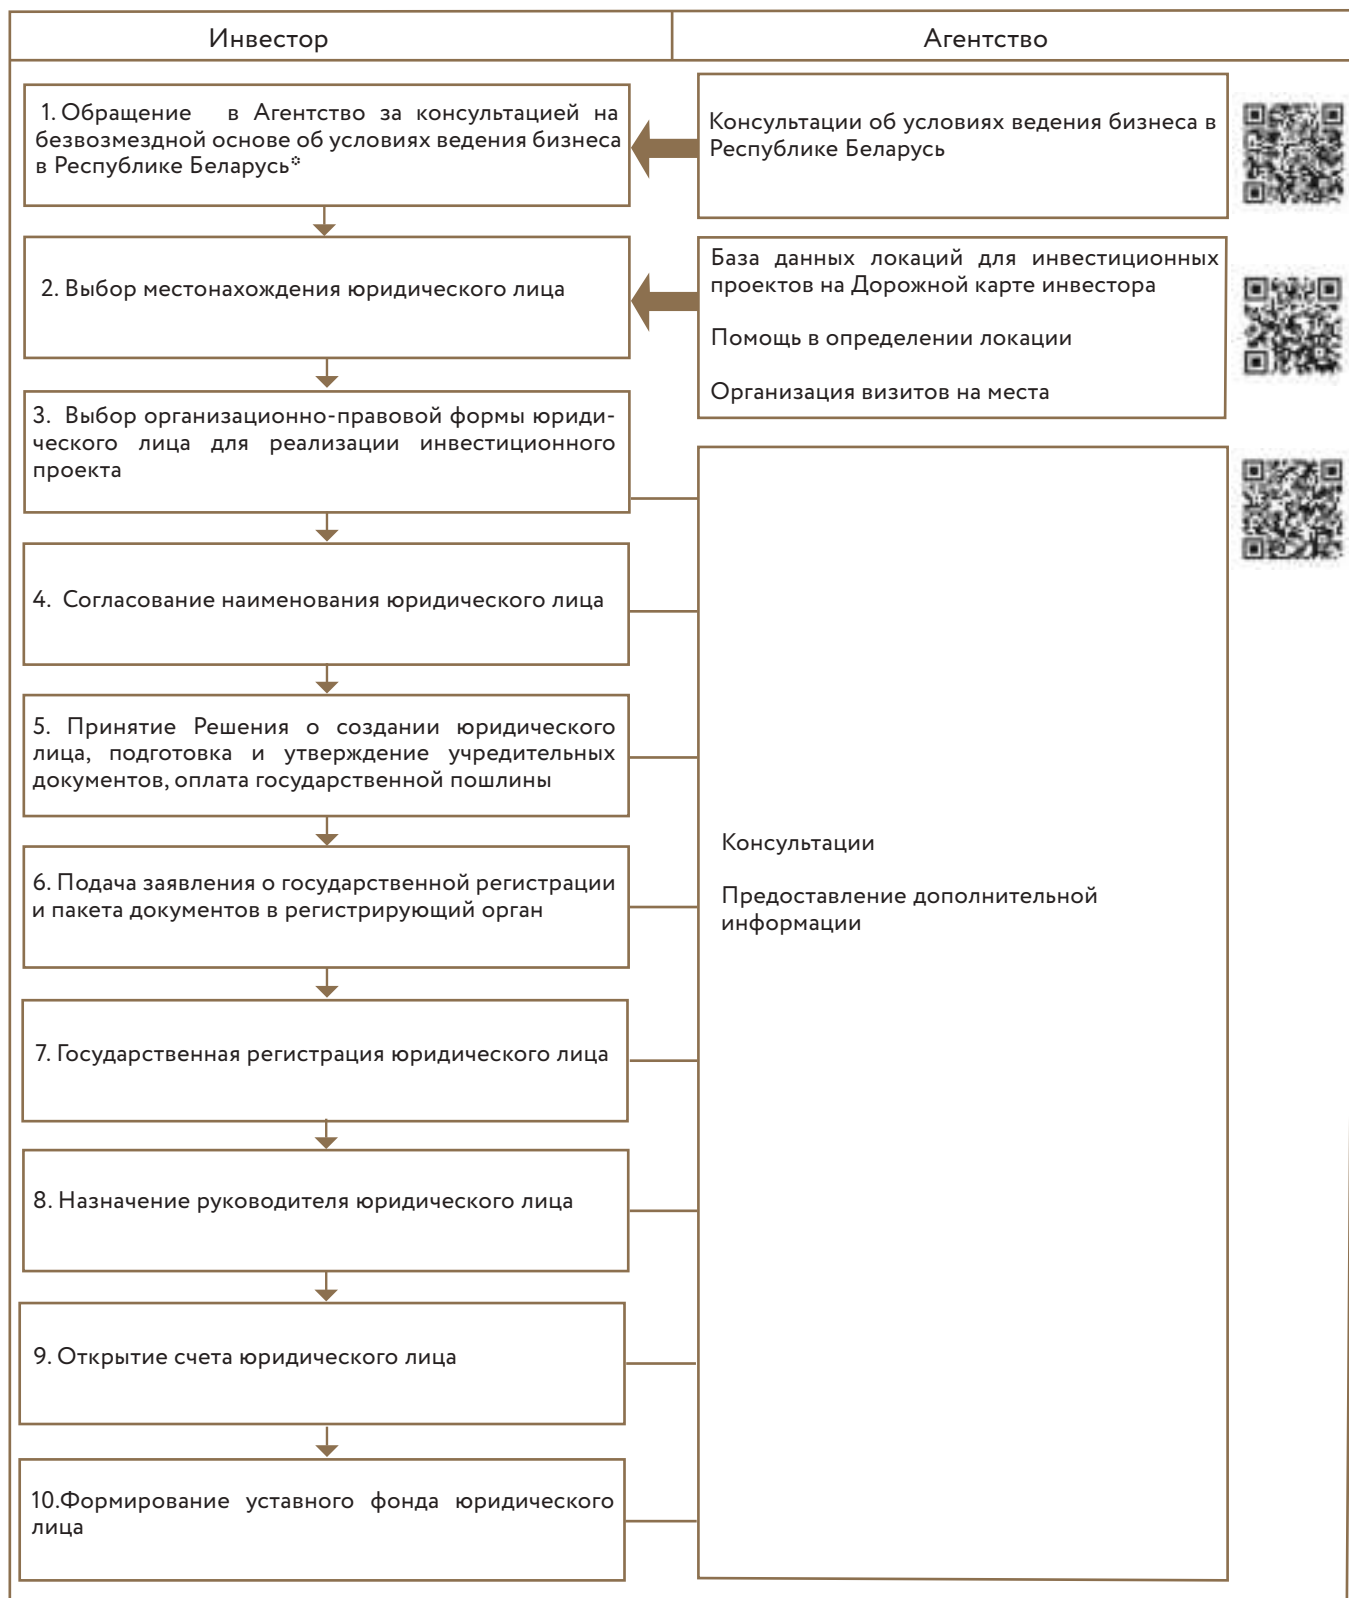 Инвестор
Агентство
1. Обращение в Агентство за консультацией на
безвозмездной основе об условиях ведения бизнеса
в Республике Беларусь*
Консультации об условиях ведения бизнеса в
Республике Беларусь
2. Выбор местонахождения юридического лица
База данных локаций для инвестиционных
проектов на Дорожной карте инвестора
Помощь в определении локации
Организация визитов на места
3. Выбор организационно-правовой формы юриди-
ческого лица для реализации инвестиционного
проекта
4. Согласование наименования юридического лица
5. Принятие Решения о создании юридического
лица, подготовка и утверждение учредительных
документов, оплата государственной пошлины
6. Подача заявления о государственной регистрации
и пакета документов в регистрирующий орган
7. Государственная регистрация юридического лица
8. Назначение руководителя юридического лица
9. Открытие счета юридического лица
10.Формирование уставного фонда юридического
лица
Консультации
Предоставление дополнительной
информации